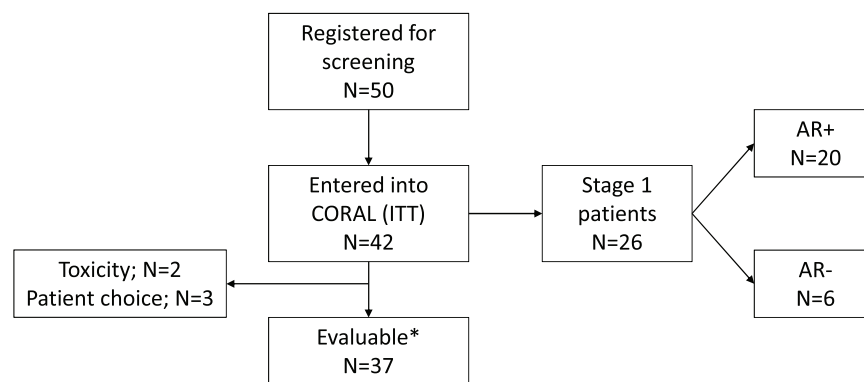 Registered for
screening
N=50
Entered into
CORAL (ITT)
N=42
Stage 1
patients
N=26
AR+
N=20
AR-
N=6
Toxicity; N=2
Patient choice; N=3
Evaluable*
N=37